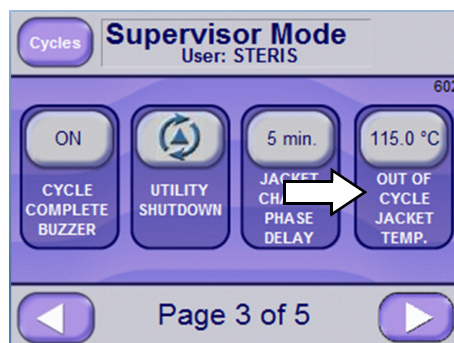 Cycles
Supervisor Mode
User: STERIS
602
ON
CYCLE
COMPLETE
BUZZER
UTILITY
SHUTDOWN
5 min.
PHASE
DELAY
115.0 °C
OUT OF
CYCLE
JACKET
TEMP.
Page 3 of 5